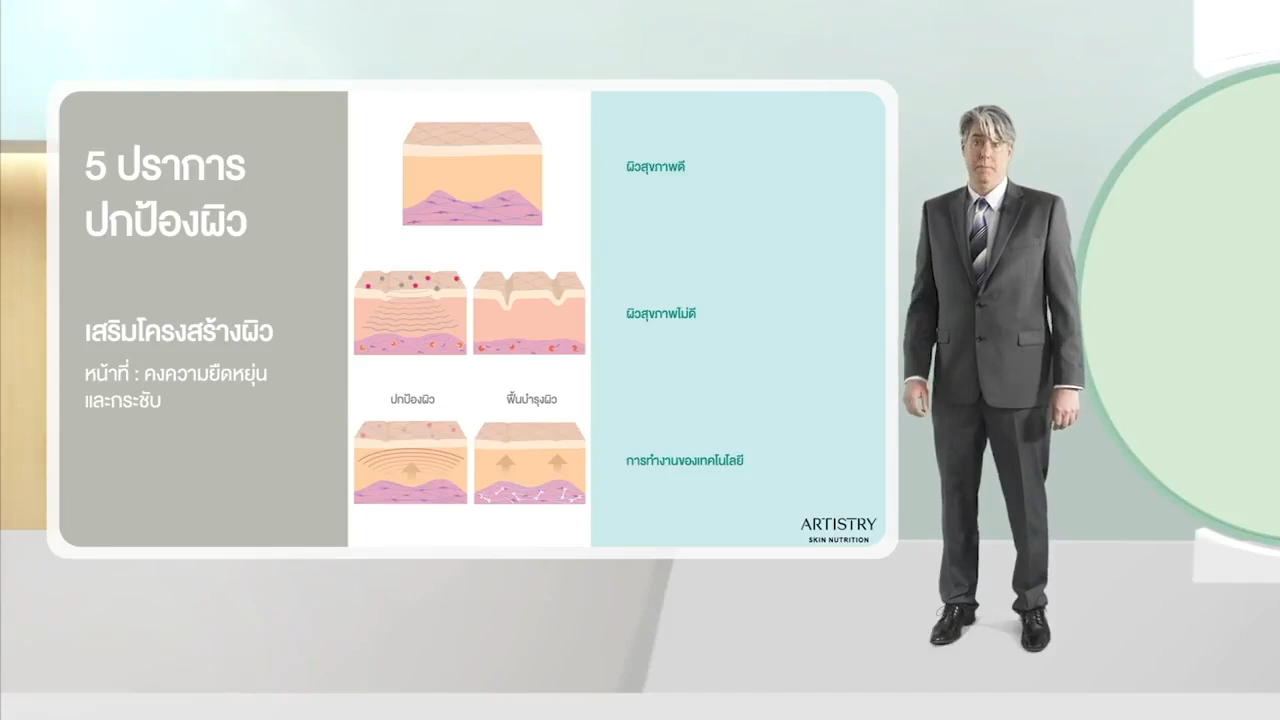 5 ปราการ
ปกป้องผิว
เสริมโครงสร้างผิว
หน้าที่ : คงความยืดหยุ่น
และกระชับ
ปกป้องผิว
ฟื้นบำรุงผิว
ผิวสุขภาพดี
ผิวสุขภาพไม่ดี
การทำงานของเทคโนโลยี
ARTISTRY
SKIN NUTRITION